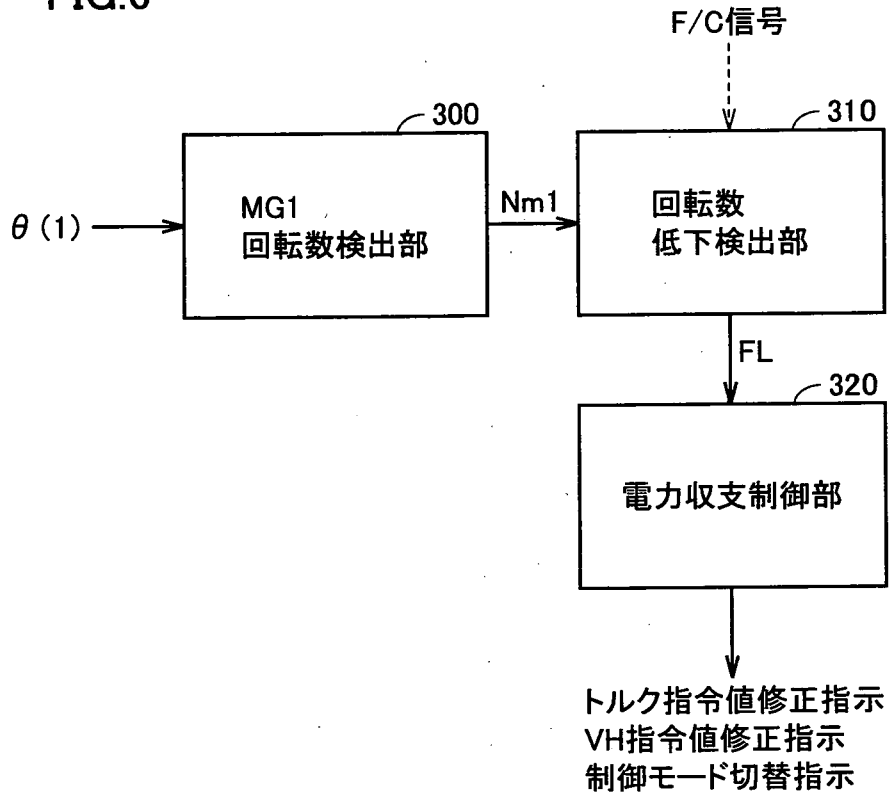 F/C信号
300
310
θ(1)
MG1
回転数検出部
Nm1
回転数
低下検出部
FL
320
電力収支制御部
トルク指令値修正指示
VH指令値修正指示
制御モード切替指示